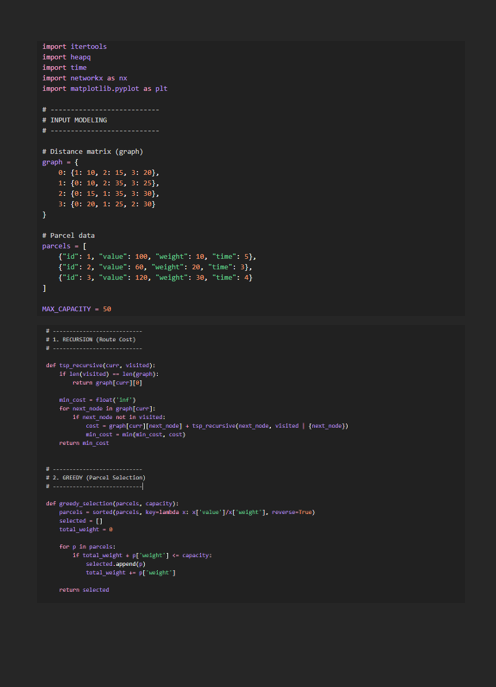 import itertools
import heapq
import time
import networkx as nx
import matplotlib.pyplot as plt

# ---------------------------
# INPUT MODELING
# ---------------------------

# Distance matrix (graph)
graph = {
    0: {1: 10, 2: 15, 3: 20},
    1: {0: 10, 2: 35, 3: 25},
    2: {0: 15, 1: 35, 3: 30},
    3: {0: 20, 1: 25, 2: 30}
}

# Parcel data
parcels = [
    {"id": 1, "value": 100, "weight": 10, "time": 5},
    {"id": 2, "value": 60, "weight": 20, "time": 3},
    {"id": 3, "value": 120, "weight": 30, "time": 4}
]

MAX_CAPACITY = 50

# ---------------------------
# 1. RECURSION (Route Cost)
# ---------------------------

def tsp_recursive(curr, visited):
    if len(visited) == len(graph):
        return graph[curr][0]

    min_cost = float('inf')
    for next_node in graph[curr]:
        if next_node not in visited:
            cost = graph[curr][next_node] + tsp_recursive(next_node, visited | {next_node})
            min_cost = min(min_cost, cost)
    return min_cost


# ---------------------------
# 2. GREEDY (Parcel Selection)
# ---------------------------

def greedy_selection(parcels, capacity):
    parcels = sorted(parcels, key=lambda x: x['value']/x['weight'], reverse=True)
    selected = []
    total_weight = 0

    for p in parcels:
        if total_weight + p['weight'] <= capacity:
            selected.append(p)
            total_weight += p['weight']

    return selected